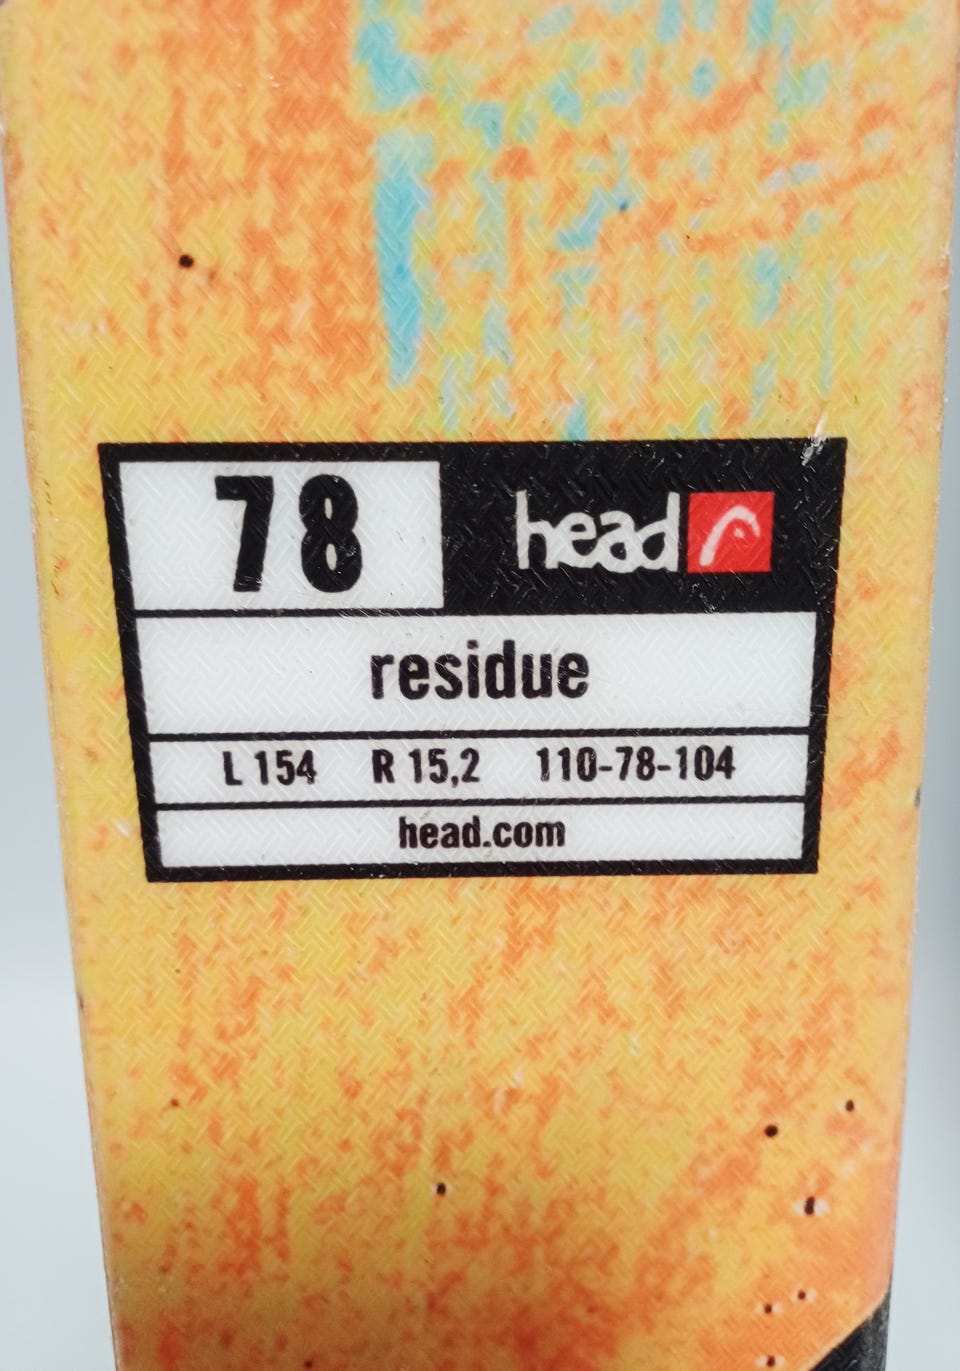 78 head
residue
L 154 R 15,2 110-78-104
head.com